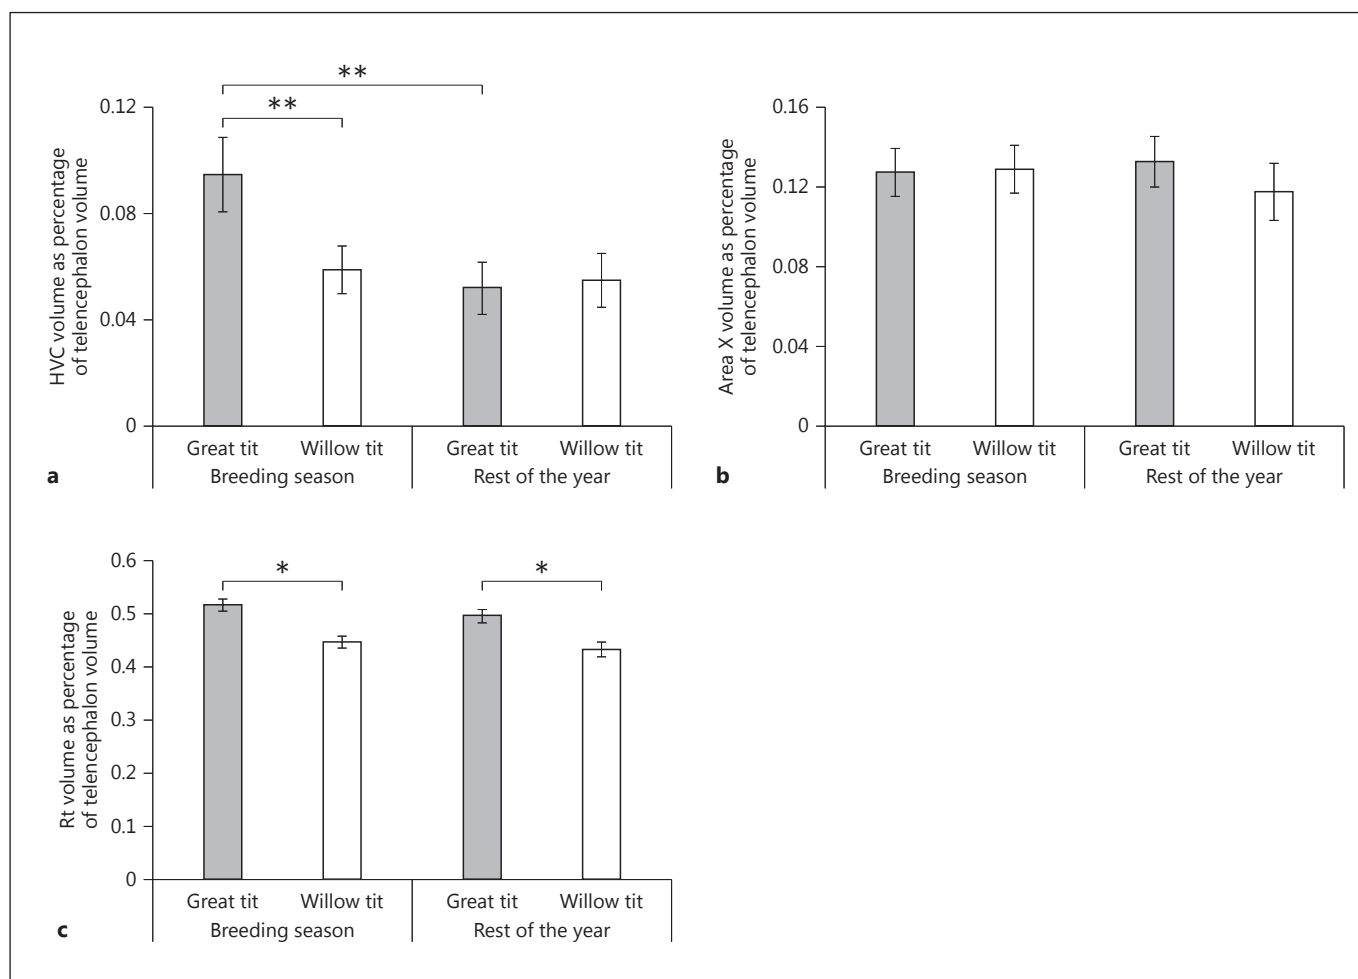 **
**
0.12
0.08
0.04
0
HVC volume as percentage
of telencephalon volume
Great tit Willow tit Great tit Willow tit
Breeding season Rest of the year
a
0.16
0.12
0.08
0.04
0
Area X volume as percentage
of telencephalon volume
Great tit Willow tit Great tit Willow tit
Breeding season Rest of the year
b
* *
0.6
0.5
0.4
0.3
0.2
0.1
0
Rt volume as percentage
of telencephalon volume
Great tit Willow tit Great tit Willow tit
Breeding season Rest of the year
c